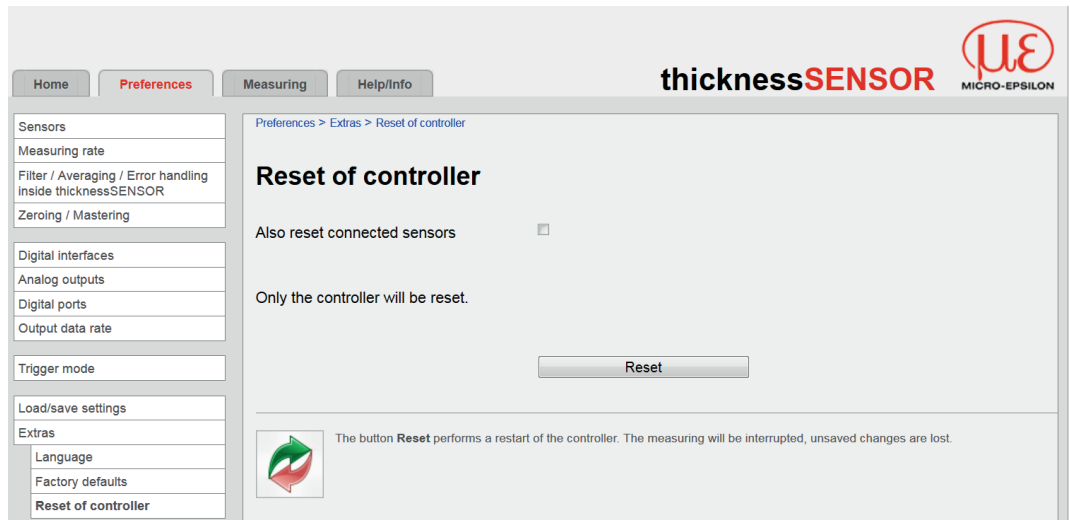 Home
Preferences
Measuring
Help/Info
thicknessSENSOR
με
MICRO-EPSILON
Sensors
Measuring rate
Filter / Averaging / Error handling
inside thicknessSENSOR
Zeroing / Mastering
Digital interfaces
Analog outputs
Digital ports
Output data rate
Trigger mode
Load/save settings
Extras
Language
Factory defaults
Reset of controller
Preferences > Extras > Reset of controller
Reset of controller
Also reset connected sensors
Only the controller will be reset.
Reset
The button Reset performs a restart of the controller. The measuring will be interrupted, unsaved changes are lost.